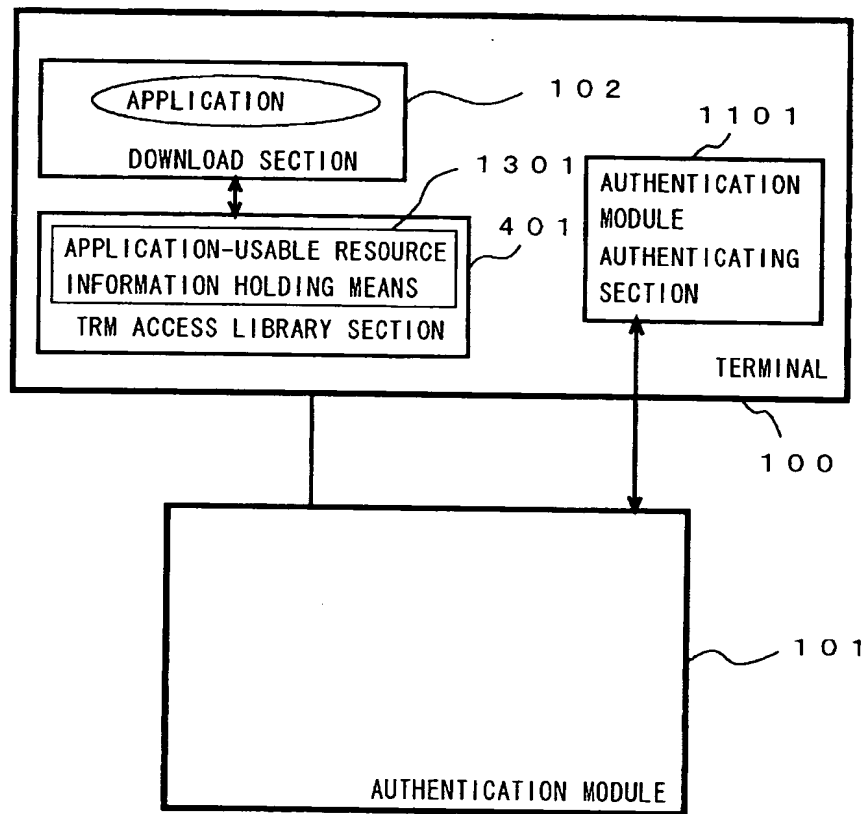 APPLICATION
DOWNLOAD SECTION
１０２
１１０１
１３０１
AUTHENTICATION
MODULE
AUTHENTICATING
SECTION
４０１
APPLICATION-USABLE RESOURCE
INFORMATION HOLDING MEANS
TRM ACCESS LIBRARY SECTION
TERMINAL
１００
１０１
AUTHENTICATION MODULE